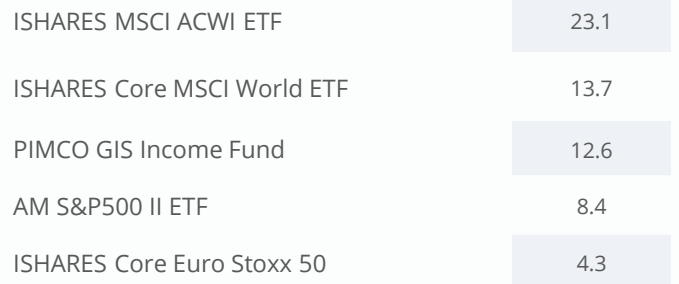 ISHARES MSCI ACWI ETF 23.1
ISHARES Core MSCI World ETF 13.7
PIMCO GIS Income Fund 12.6
AM S&P500 II ETF 8.4
ISHARES Core Euro Stoxx 50 4.3